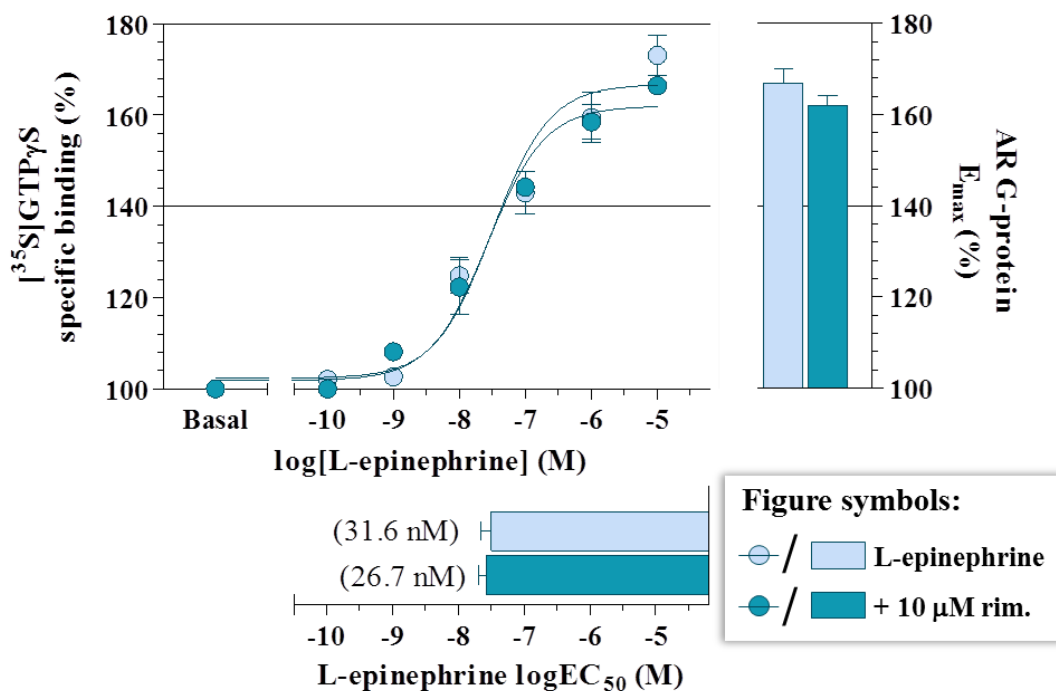 [³⁵S]GTPγS
specific binding (%)
180
160
140
120
100
Basal
-10 -9 -8 -7 -6 -5
log[L-epinephrine] (M)
180
160
140
120
100
AR G-protein
Eₘₐₓ (%)
(31.6 nM)
(26.7 nM)
-10 -9 -8 -7 -6 -5
L-epinephrine logEC₅₀ (M)
Figure symbols:
/ L-epinephrine
/ + 10 μM rim.